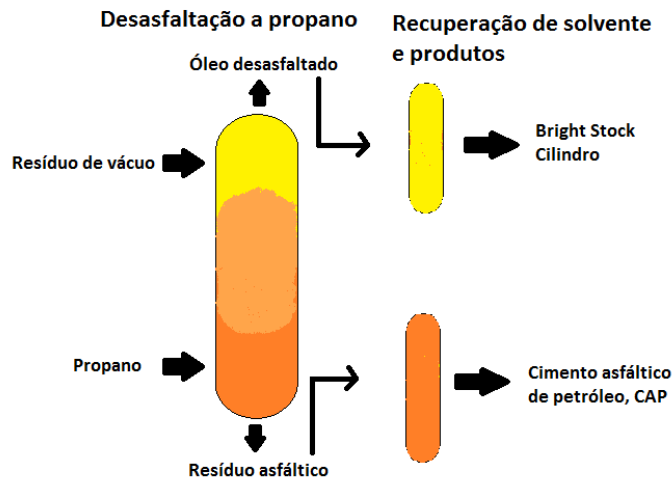 Desasfaltação a propano
Recuperação de solvente
e produtos
Óleo desasfaltado
Resíduo de vácuo
Bright Stock
Cilindro
Propano
Cimento asfáltico
de petróleo, CAP
Resíduo asfáltico